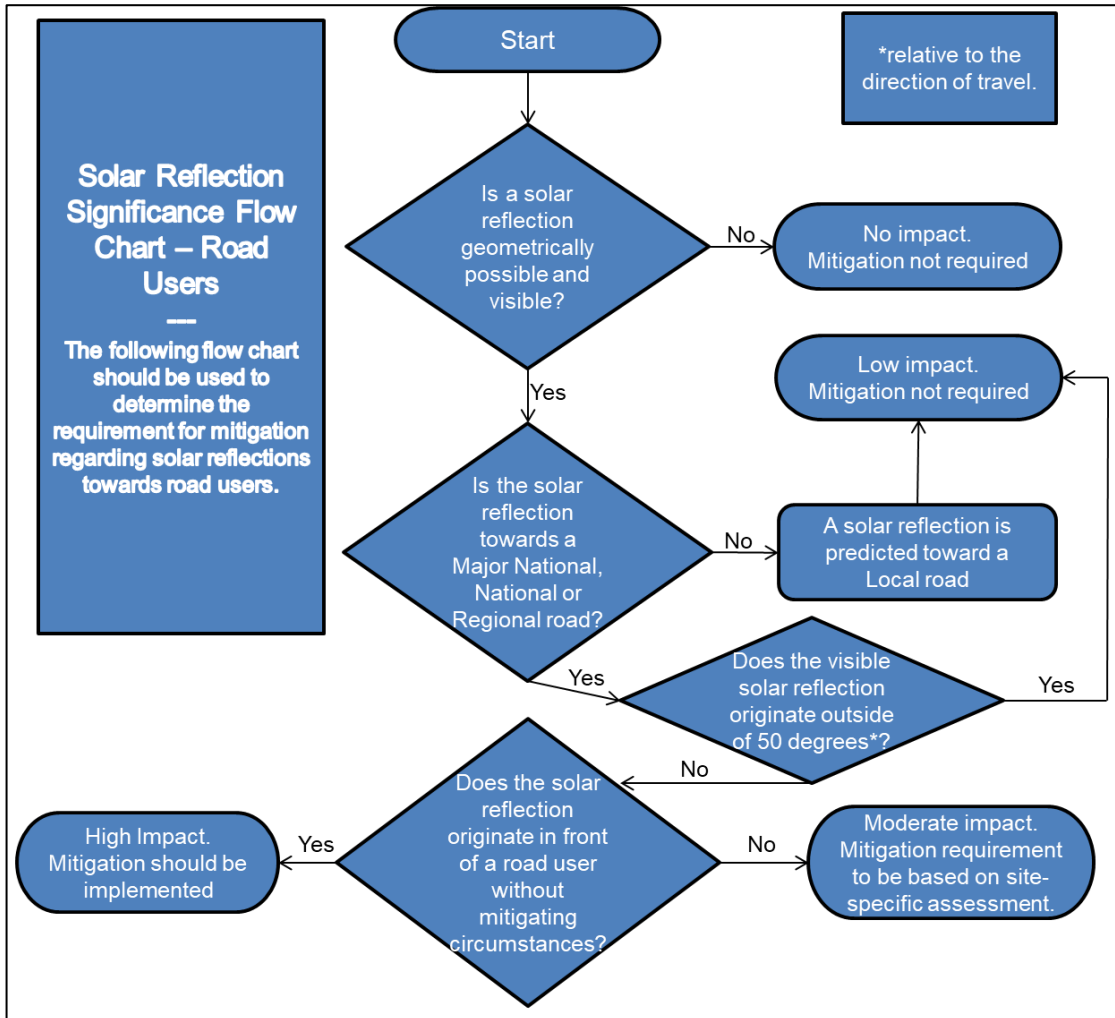 Solar Reflection
Significance Flow
Chart – Road
Users
---
The following flow chart
should be used to
determine the
requirement for mitigation
regarding solar reflections
towards road users.
Start
*relative to the
direction of travel.
Is a solar
reflection
geometrically
possible and
visible?
No
No impact.
Mitigation not required
Yes
Low impact.
Mitigation not required
Is the solar
reflection
towards a
Major National,
National or
Regional road?
No
A solar reflection is
predicted toward a
Local road
Yes
Does the visible
solar reflection
originate outside
of 50 degrees*?
Yes
No
Does the solar
reflection
originate in front
of a road user
without
mitigating
circumstances?
Yes
High Impact.
Mitigation should be
implemented
No
Moderate impact.
Mitigation requirement
to be based on site-
specific assessment.